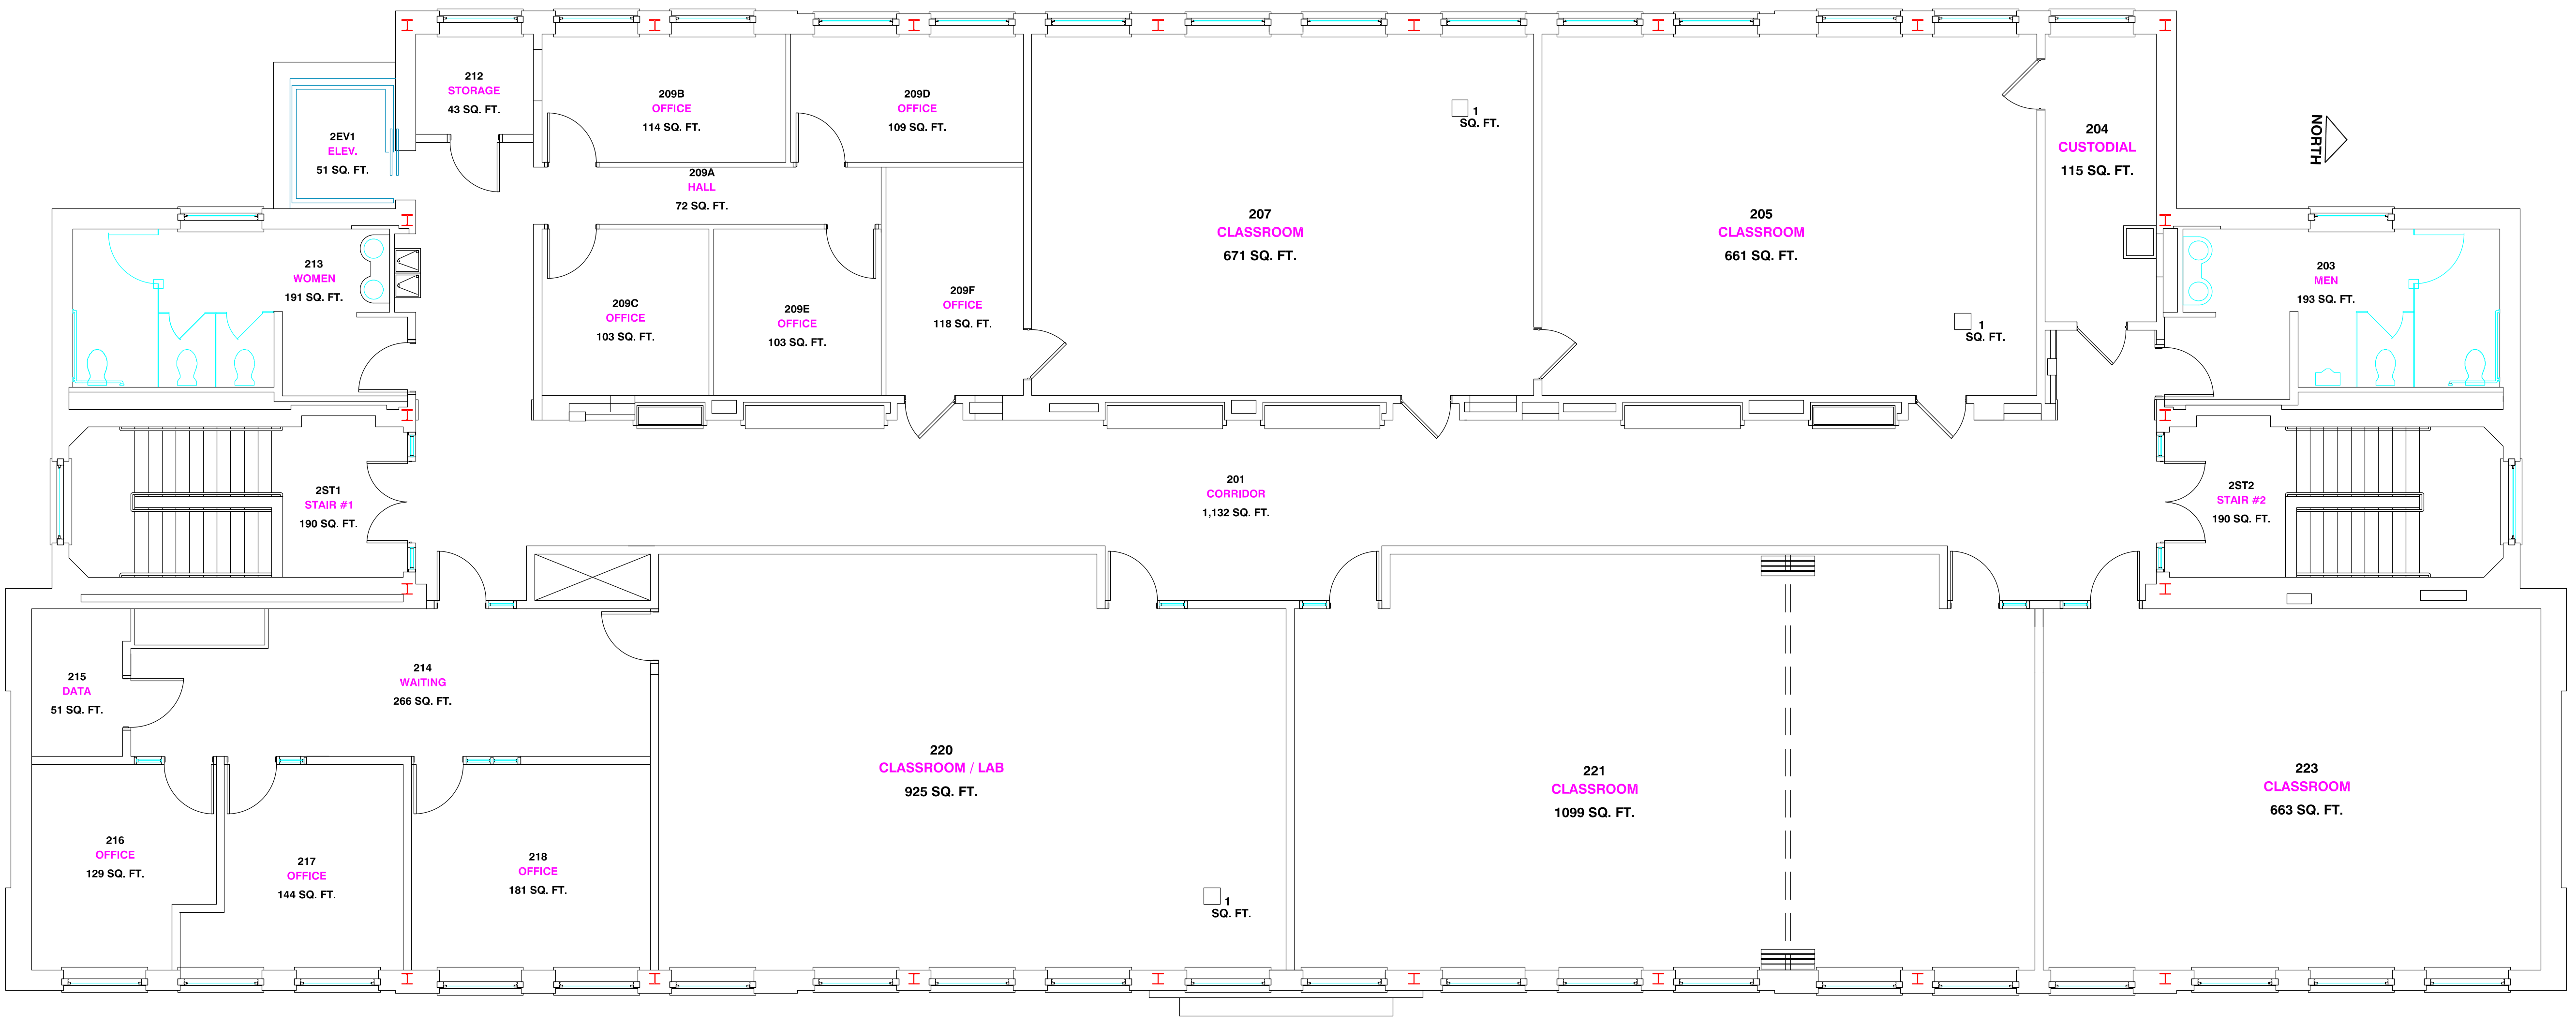 212
STORAGE
43 SQ. FT.
209B
OFFICE
114 SQ. FT.
209D
OFFICE
109 SQ. FT.
1
SQ. FT.
2EV1
ELEV.
51 SQ. FT.
204
CUSTODIAL
115 SQ. FT.
NORTH
209A
HALL
72 SQ. FT.
207
CLASSROOM
671 SQ. FT.
205
CLASSROOM
661 SQ. FT.
213
WOMEN
191 SQ. FT.
203
MEN
193 SQ. FT.
209C
OFFICE
103 SQ. FT.
209E
OFFICE
103 SQ. FT.
209F
OFFICE
118 SQ. FT.
1
SQ. FT.
2ST1
STAIR #1
190 SQ. FT.
201
CORRIDOR
1,132 SQ. FT.
2ST2
STAIR #2
190 SQ. FT.
215
DATA
51 SQ. FT.
214
WAITING
266 SQ. FT.
220
CLASSROOM / LAB
925 SQ. FT.
221
CLASSROOM
1099 SQ. FT.
223
CLASSROOM
663 SQ. FT.
216
OFFICE
129 SQ. FT.
217
OFFICE
144 SQ. FT.
218
OFFICE
181 SQ. FT.
1
SQ. FT.